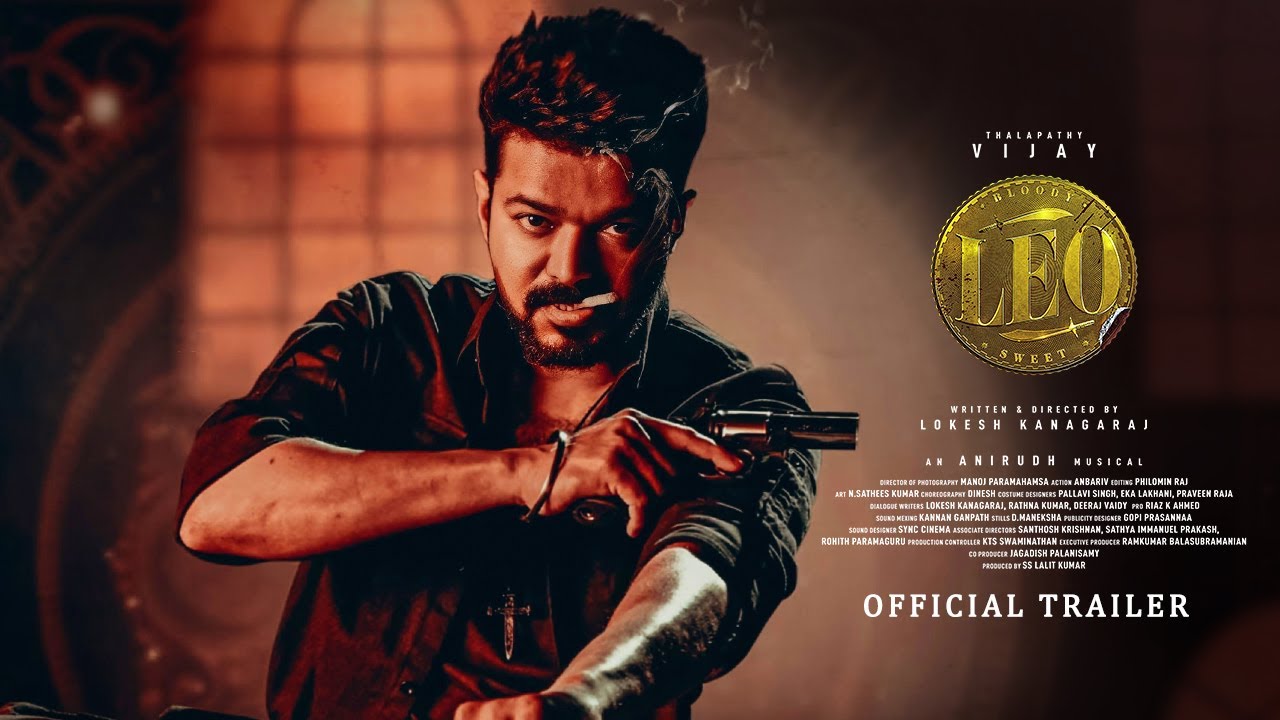 THALAPATHY
VIJAY
BLOODY
LEO
SWEET
WRITTEN & DIRECTED BY
LOKESH KANAGARAJ
AN ANIRUDH MUSICAL
DIRECTOR OF PHOTOGRAPHY MANOJ PARAMAHAMSA ACTION ANBARIV EDITING PHILOMIN RAJ
ART N.SATHEES KUMAR CHOREOGRAPHY DINESH COSTUME DESIGNERS PALLAVI SINGH, EKA LAKHANI, PRAVEEN RAJA
DIALOGUE WRITERS LOKESH KANAGARAJ, RATHNA KUMAR, DEERAJ VAIDY PRO RIAZ K AHMED
SOUND MEXING KANNAN GANPATH STILLS D.MANEKSHA PUBLICITY DESIGNER GOPI PRASANNAA
SOUND DESIGNER SYNC CINEMA ASSOCIATE DIRECTORS SANTHOSH KRISHNAN, SATHYA IMMANUEL PRAKASH,
ROHITH PARAMAGURU PRODUCTION CONTROLLER KTS SWAMINATHAN EXECUTIVE PRODUCER RAMKUMAR BALASUBRAMANIAN
CO PRODUCER JAGADISH PALANISAMY
PRODUCED BY SS LALIT KUMAR
OFFICIAL TRAILER